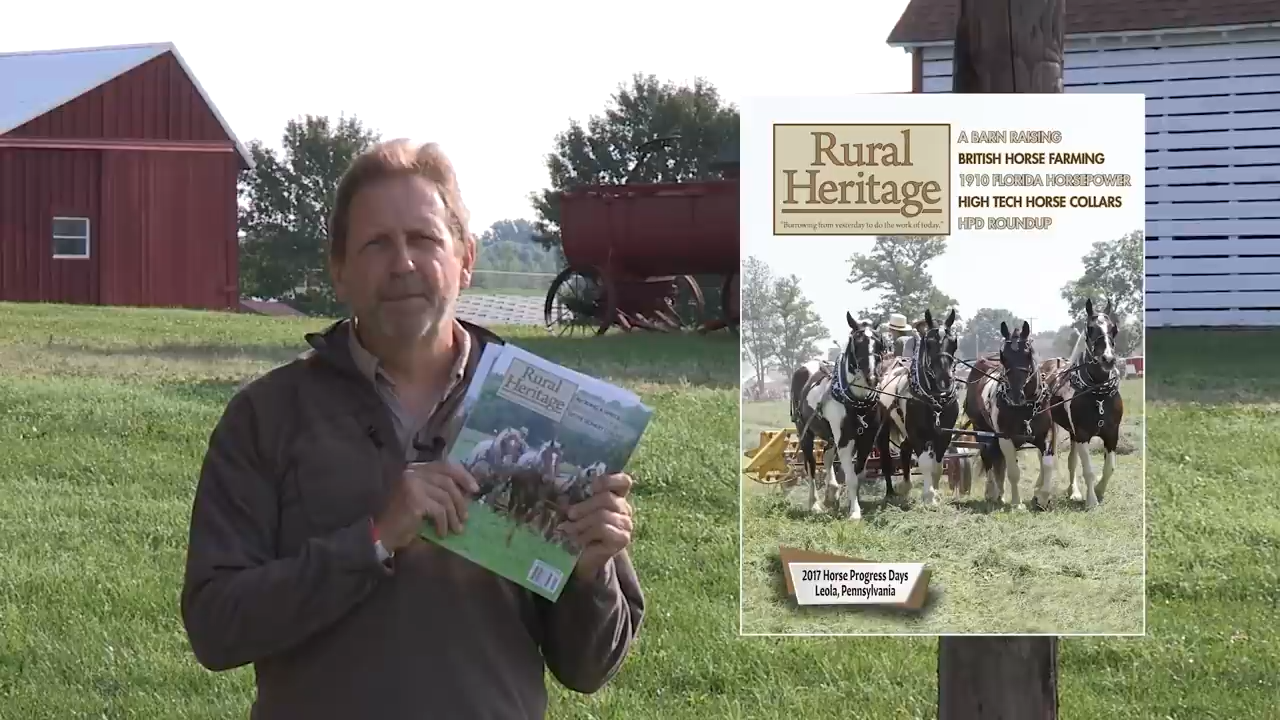 Rural
Heritage
"Borrowing from yesterday to do the work of today."
A BARN RAISING
BRITISH HORSE FARMING
1910 FLORIDA HORSEPOWER
HIGH TECH HORSE COLLARS
HPD ROUNDUP
2017 Horse Progress Days
Leola, Pennsylvania
Rural
Heritage